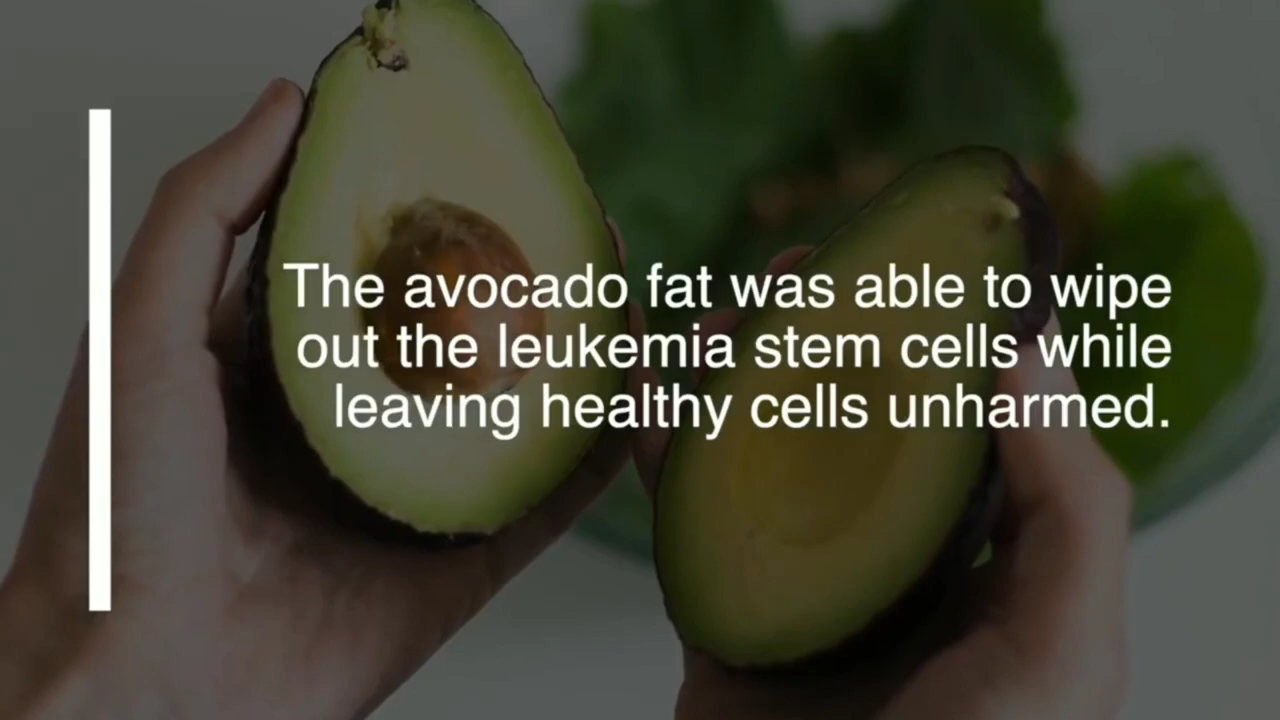 The avocado fat was able to wipe
out the leukemia stem cells while
leaving healthy cells unharmed.